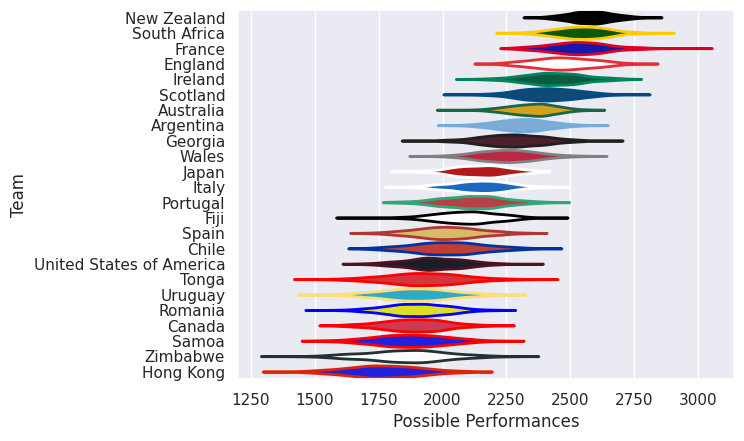 New Zealand
South Africa
France
England
Ireland
Scotland
Australia
Argentina
Georgia
Wales
Japan
Italy
Portugal
Fiji
Spain
Chile
United States of America
Tonga
Uruguay
Romania
Canada
Samoa
Zimbabwe
Hong Kong
Team
1250 1500 1750 2000 2250 2500 2750 3000
Possible Performances